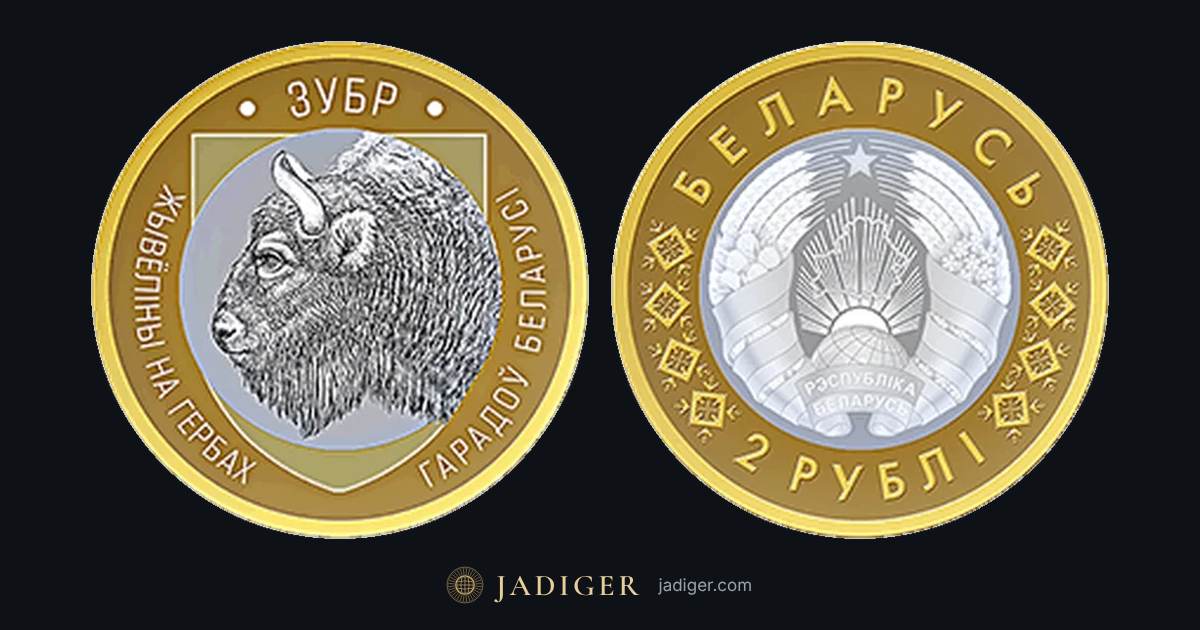 • ЗУБР •
ЖЫВЁЛІНЫ НА ГЕРБАХ
ГАРАДОЎ БЕЛАРУСІ
БЕЛАРУСЬ
РЭСПУБЛІКА
БЕЛАРУСЬ
2 РУБЛІ
JADIGER jadiger.com